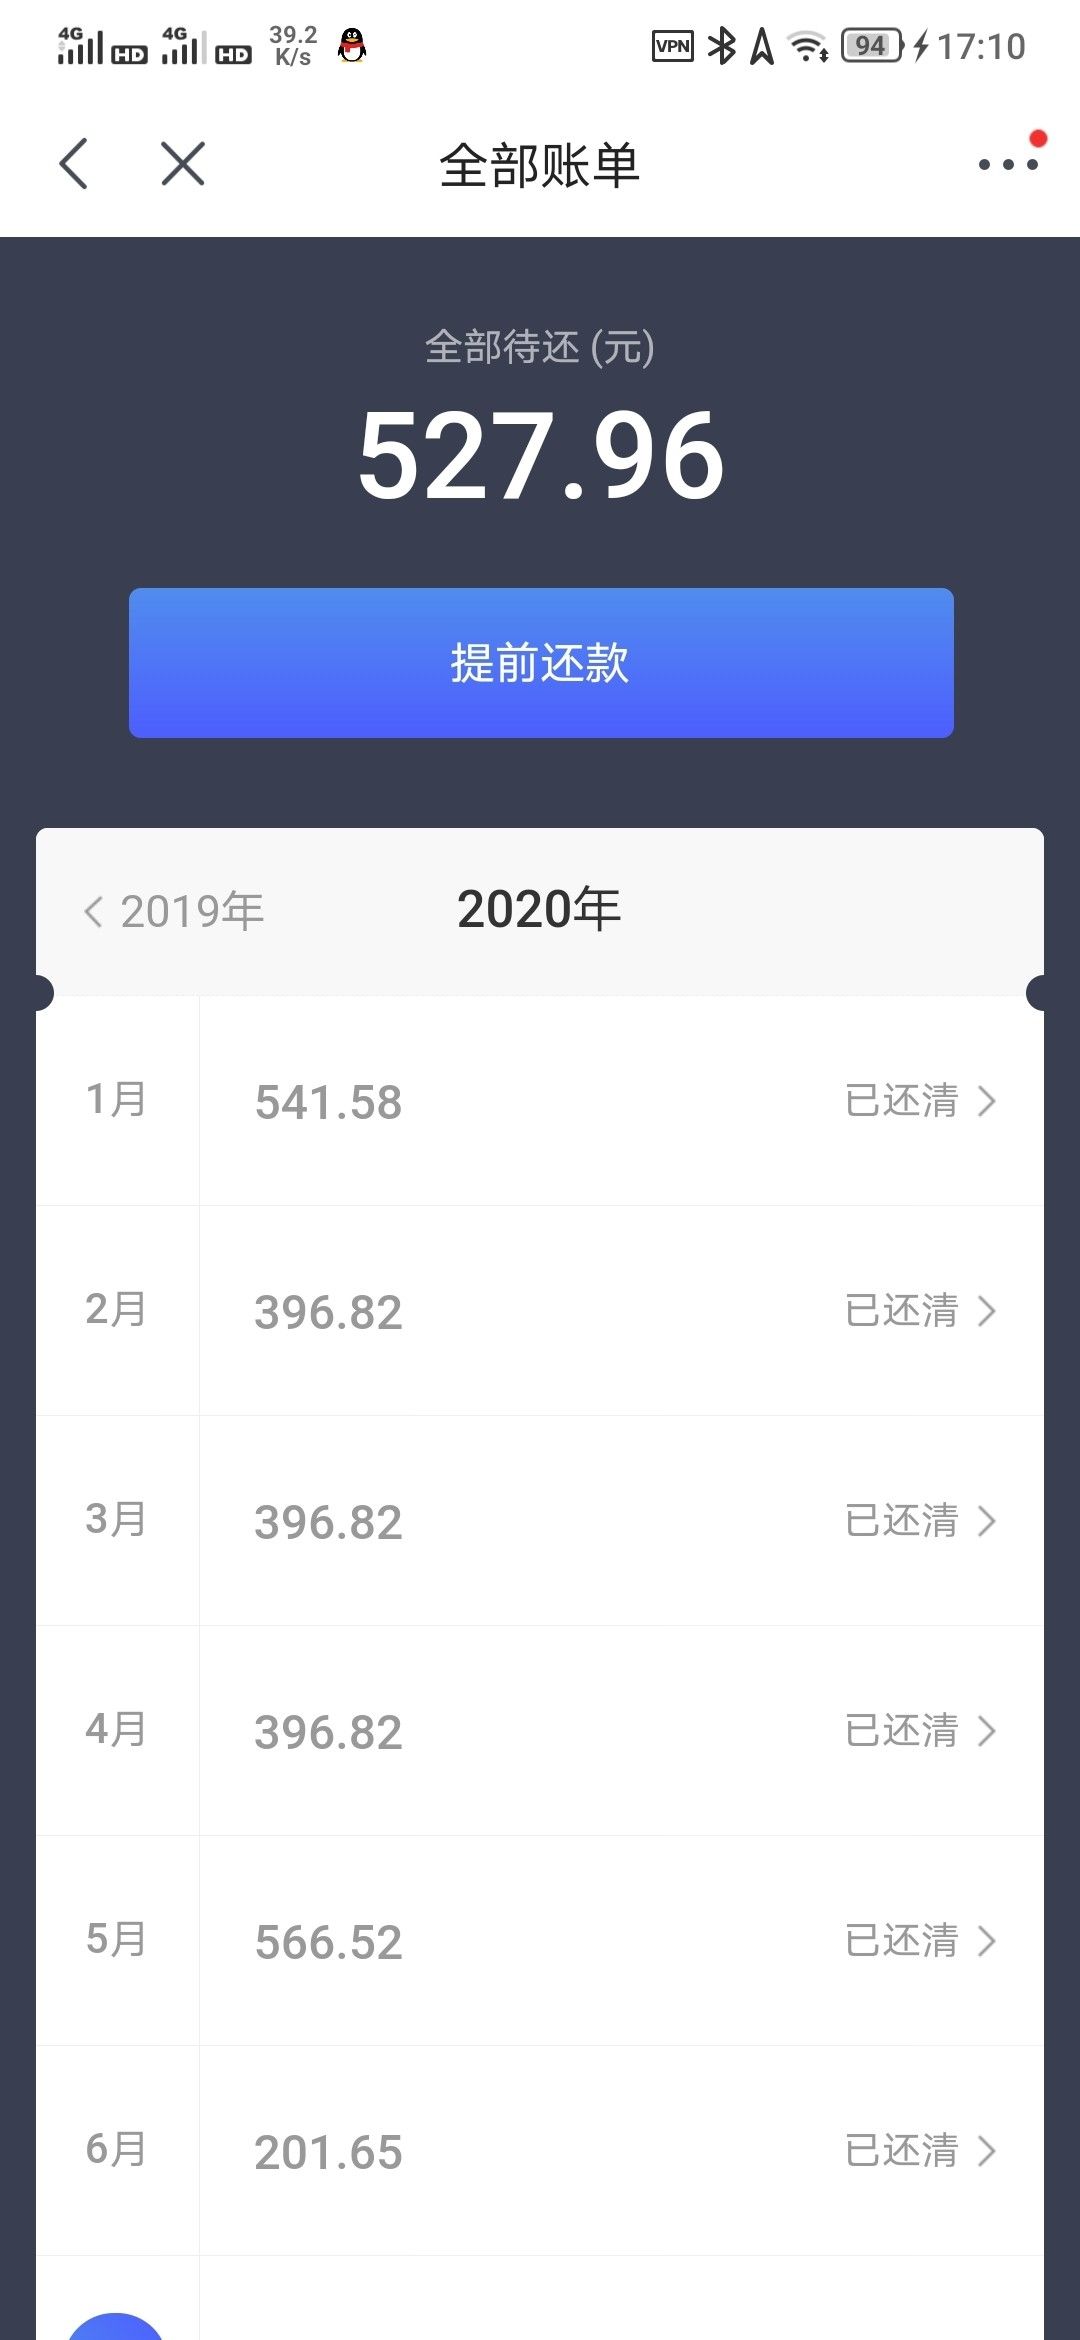 4G HD 4G HD 39.2 K/s VPN 94 17:10
全部账单
全部待还 (元)
527.96
提前还款
2019年 2020年
1月 541.58 已还清
2月 396.82 已还清
3月 396.82 已还清
4月 396.82 已还清
5月 566.52 已还清
6月 201.65 已还清